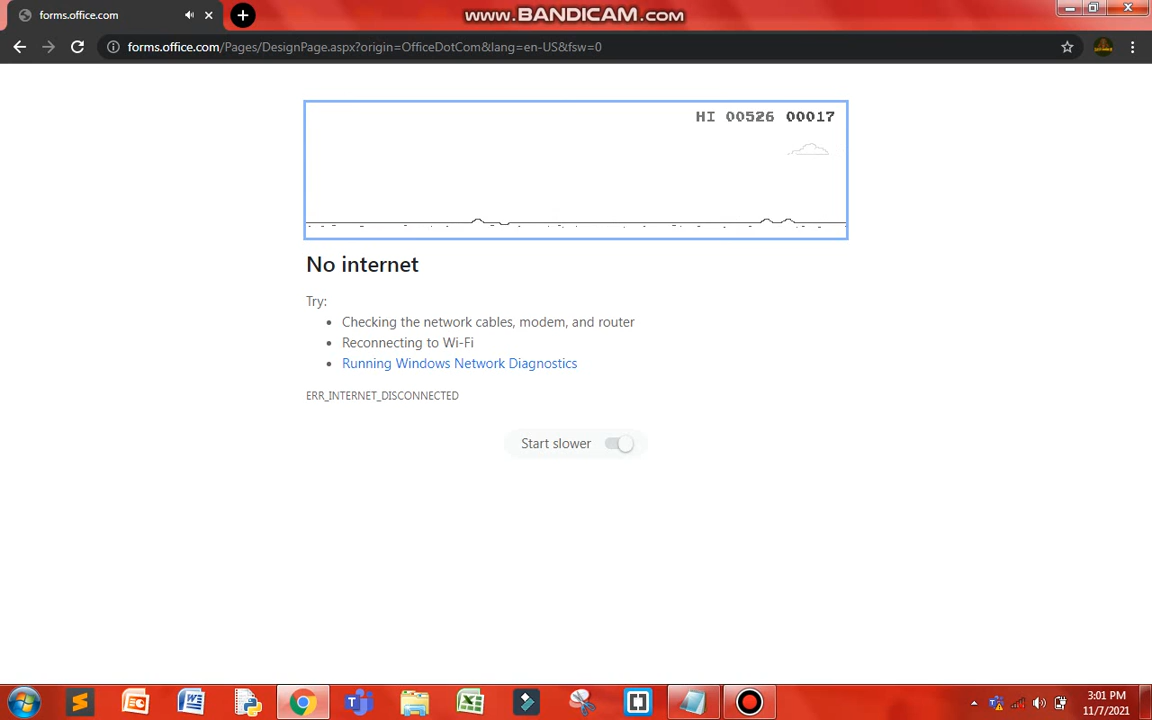 forms.office.com
www.BANDICAM.com
forms.office.com/Pages/DesignPage.aspx?origin=OfficeDotCom&lang=en-US&fsw=0
HI 00526 00017
No internet
Try:
• Checking the network cables, modem, and router
• Reconnecting to Wi-Fi
• Running Windows Network Diagnostics
ERR_INTERNET_DISCONNECTED
Start slower
3:01 PM
11/7/2021